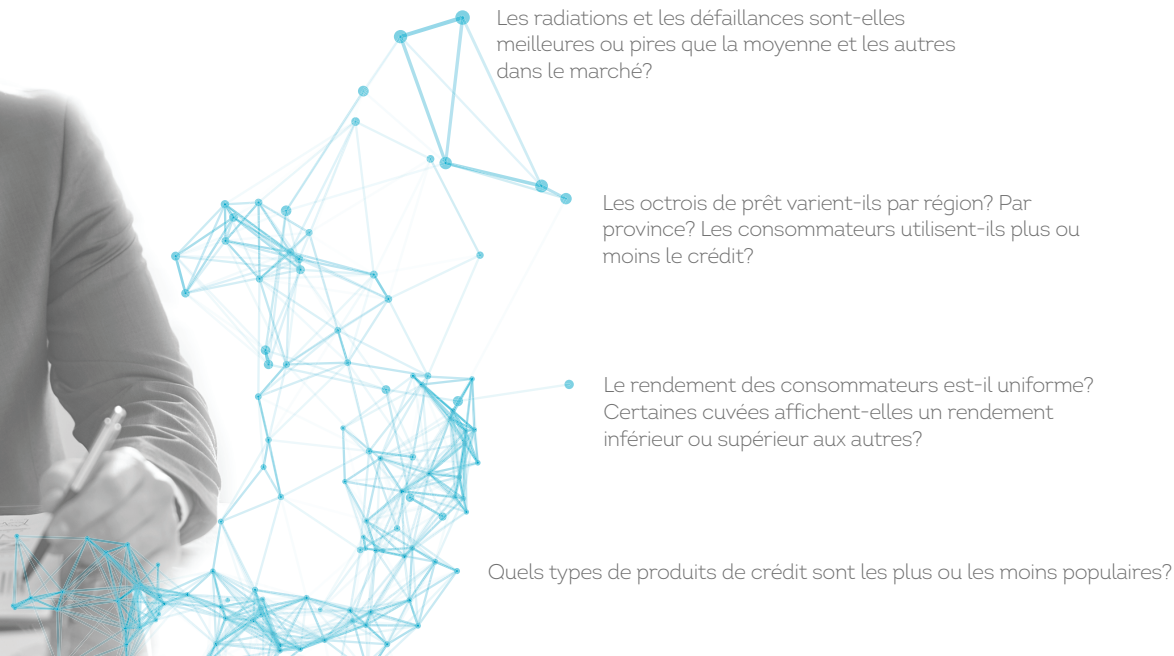 Les radiations et les défaillances sont-elles
meilleures ou pires que la moyenne et les autres
dans le marché?
Les octrois de prêt varient-ils par région? Par
province? Les consommateurs utilisent-ils plus ou
moins le crédit?
Le rendement des consommateurs est-il uniforme?
Certaines cuvées affichent-elles un rendement
inférieur ou supérieur aux autres?
Quels types de produits de crédit sont les plus ou les moins populaires?